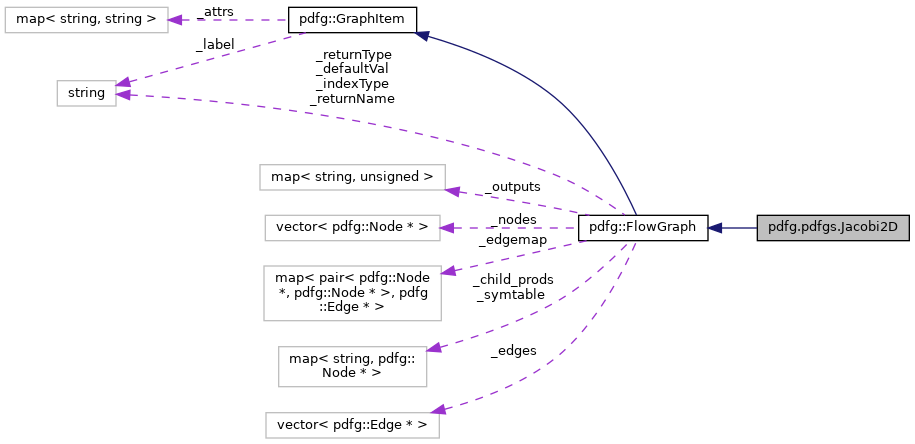 map< string, string >
_attrs
pdfg::GraphItem
_label
string
_returnType
_defaultVal
_indexType
_returnName
map< string, unsigned >
_outputs
vector< pdfg::Node * >
_nodes
pdfg::FlowGraph
pdfg.pdfgs.Jacobi2D
_edgemap
map< pair< pdfg::Node
*, pdfg::Node * >, pdfg
::Edge * >
_child_prods
_symtable
map< string, pdfg::
Node * >
_edges
vector< pdfg::Edge * >